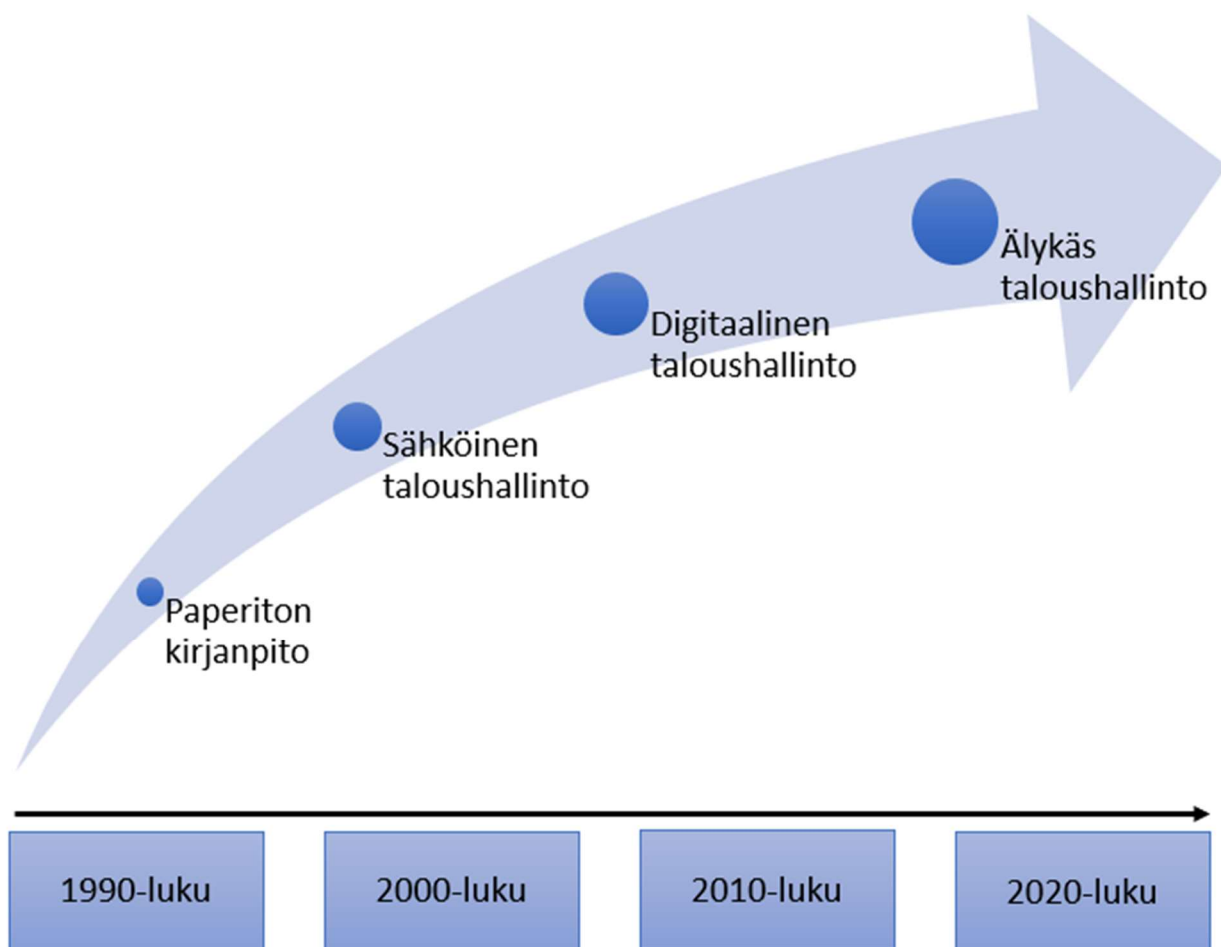 Älykäs
taloushallinto
Digitaalinen
taloushallinto
Sähköinen
taloushallinto
Paperiton
kirjanpito
1990-luku
2000-luku
2010-luku
2020-luku